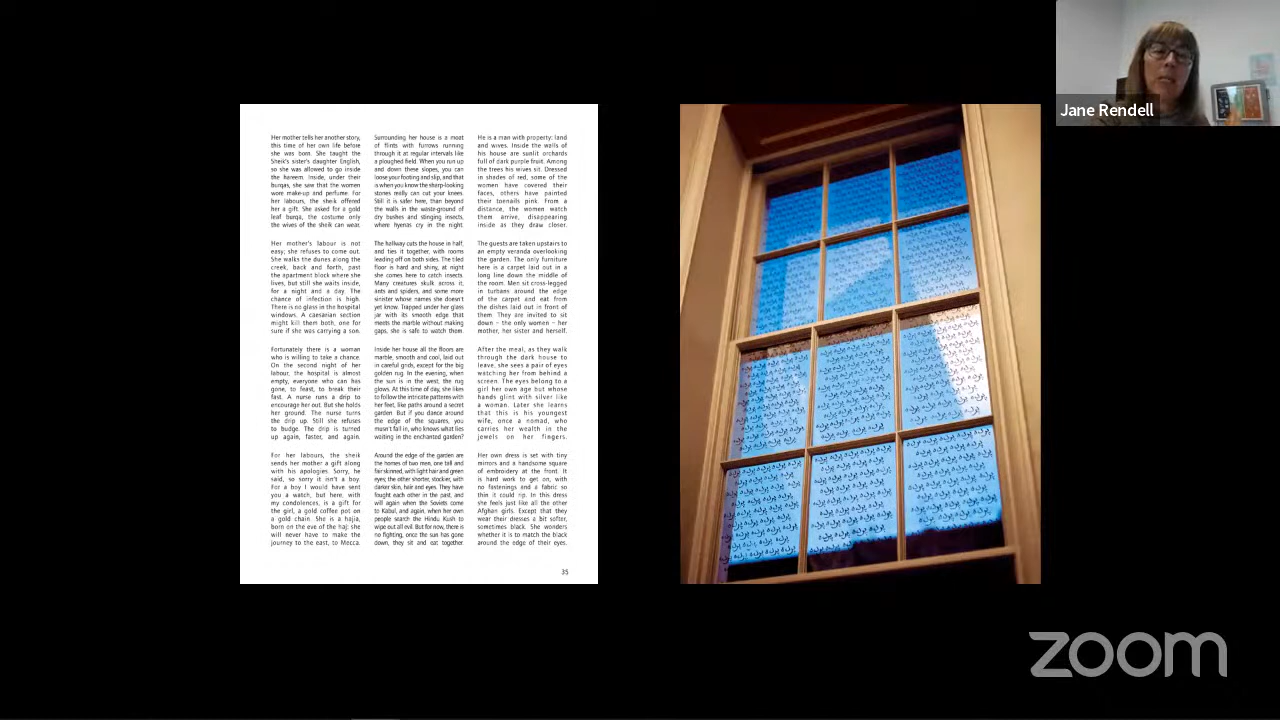 Her mother tells her another story,
this time of her own life before
she was born. She taught the
Sheik's sister's daughter English,
so she was allowed to go inside
the hareem. Inside, under their
burqas, she saw that the women
wore make-up and perfume. For
her labours, the sheik offered
her a gift. She asked for a gold
leaf burqa, the costume only
the wives of the sheik can wear.
Her mother's labour is not
easy; she refuses to come out.
She walks the dunes along the
creek, back and forth, past
the apartment block where she
lives, but still she waits inside,
for a night and a day. The
chance of infection is high.
There is no glass in the hospital
windows. A caesarian section
might kill them both, one for
sure if she was carrying a son.
Fortunately there is a woman
who is willing to take a chance.
On the second night of her
labour, the hospital is almost
empty, everyone who can has
gone, to feast, to break their
fast. A nurse runs a drip to
encourage her out. But she holds
her ground. The nurse turns
the drip up. Still she refuses
to budge. The drip is turned
up again, faster, and again.
For her labours, the sheik
sends her mother a gift along
with his apologies. Sorry, he
said, so sorry it isn't a boy.
For a boy I would have sent
you a watch, but here, with
my condolences, is a gift for
the girl, a gold coffee pot on
a gold chain. She is a hajia,
born on the eve of the haj: she
will never have to make the
journey to the east, to Mecca.
Surrounding her house is a moat
of flints with furrows running
through it at regular intervals like
a ploughed field. When you run up
and down these slopes, you can
loose your footing and slip, and that
is when you know the sharp-looking
stones really can cut your knees.
Still it is safer here, than beyond
the walls in the waste-ground of
dry bushes and stinging insects,
where hyenas cry in the night.
The hallway cuts the house in half,
and ties it together, with rooms
leading off on both sides. The tiled
floor is hard and shiny, at night
she comes here to catch insects.
Many creatures skulk across it,
ants and spiders, and some more
sinister whose names she doesn't
yet know. Trapped under her glass
jar with its smooth edge that
meets the marble without making
gaps, she is safe to watch them.
Inside her house all the floors are
marble, smooth and cool, laid out
in careful grids, except for the big
golden rug. In the evening, when
the sun is in the west, the rug
glows. At this time of day, she likes
to follow the intricate patterns with
her feet, like paths around a secret
garden. But if you dance around
the edge of the squares, you
musn't fall in, who knows what lies
waiting in the enchanted garden?
Around the edge of the garden are
the homes of two men, one tall and
fair skinned, with light hair and green
eyes; the other shorter, stockier, with
darker skin, hair and eyes. They have
fought each other in the past, and
will again when the Soviets come
to Kabul, and again, when her own
people search the Hindu Kush to
wipe out all evil. But for now, there is
no fighting, once the sun has gone
down, they sit and eat together.
He is a man with property: land
and wives. Inside the walls of
his house are sunlit orchards
full of dark purple fruit. Among
the trees his wives sit. Dressed
in shades of red, some of the
women have covered their
faces, others have painted
their toenails pink. From a
distance, the women watch
them arrive, disappearing
inside as they draw closer.
The guests are taken upstairs to
an empty veranda overlooking
the garden. The only furniture
here is a carpet laid out in a
long line down the middle of
the room. Men sit cross-legged
in turbans around the edge
of the carpet and eat from
the dishes laid out in front of
them. They are invited to sit
down – the only women – her
mother, her sister and herself.
After the meal, as they walk
through the dark house to
leave, she sees a pair of eyes
watching her from behind a
screen. The eyes belong to a
girl her own age but whose
hands glint with silver like
a woman. Later she learns
that this is his youngest
wife, once a nomad, who
carries her wealth in the
jewels on her fingers.
Her own dress is set with tiny
mirrors and a handsome square
of embroidery at the front. It
is hard work to get on, with
no fastenings and a fabric so
thin it could rip. In this dress
she feels just like all the other
Afghan girls. Except that they
wear their dresses a bit softer,
sometimes black. She wonders
whether it is to match the black
around the edge of their eyes.
35
Jane Rendell
zoom